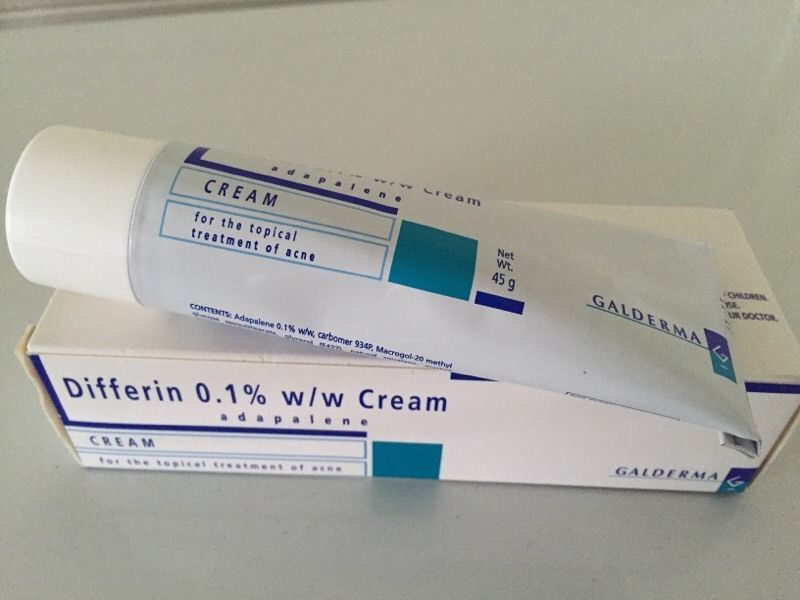 w/w Cream
adapalene
CREAM
for the topical
treatment of acne
Net
Wt.
45 g
CONTENTS: Adapalene 0.1% w/w, carbomer 934P, Macrogol-20 methyl
GALDERMA
CHILDREN.
UR DOCTOR.
Differin 0.1% w/w Cream
adapalene
CREAM
for the topical treatment of acne
GALDERMA